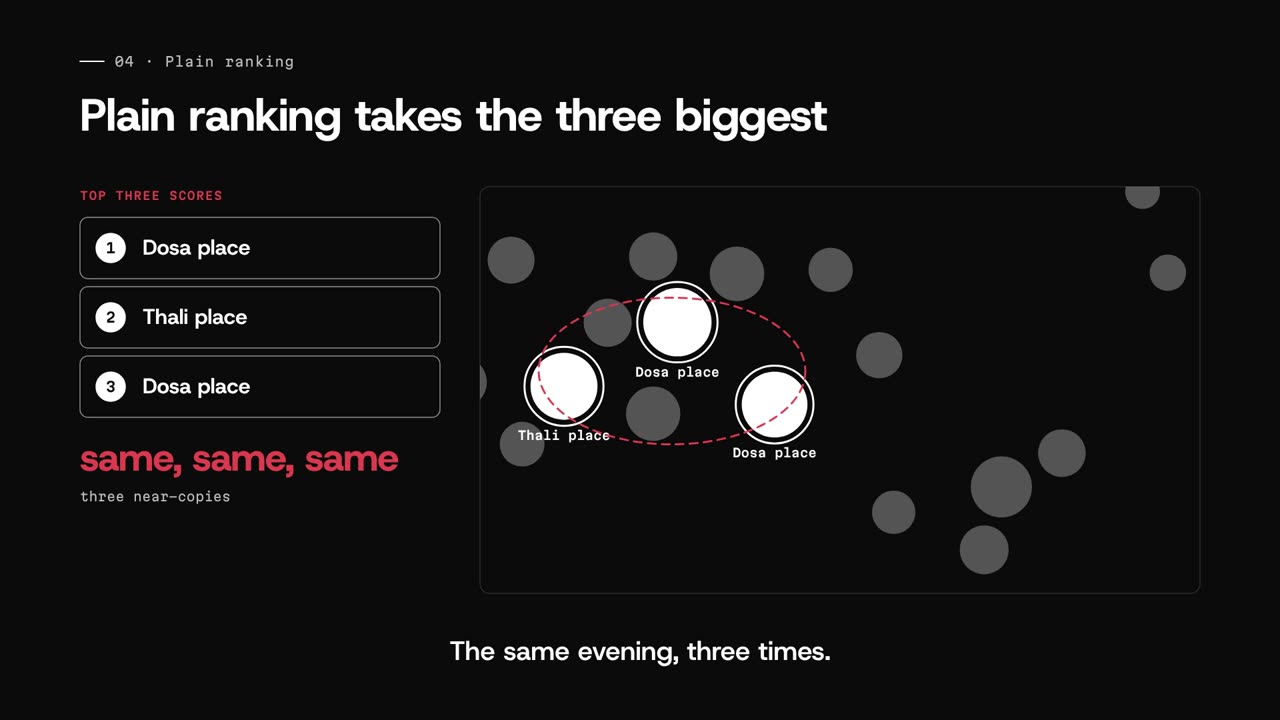 04 · Plain ranking
Plain ranking takes the three biggest
TOP THREE SCORES
1 Dosa place
2 Thali place
3 Dosa place
same, same, same
three near-copies
Dosa place
Thali place
Dosa place
The same evening, three times.